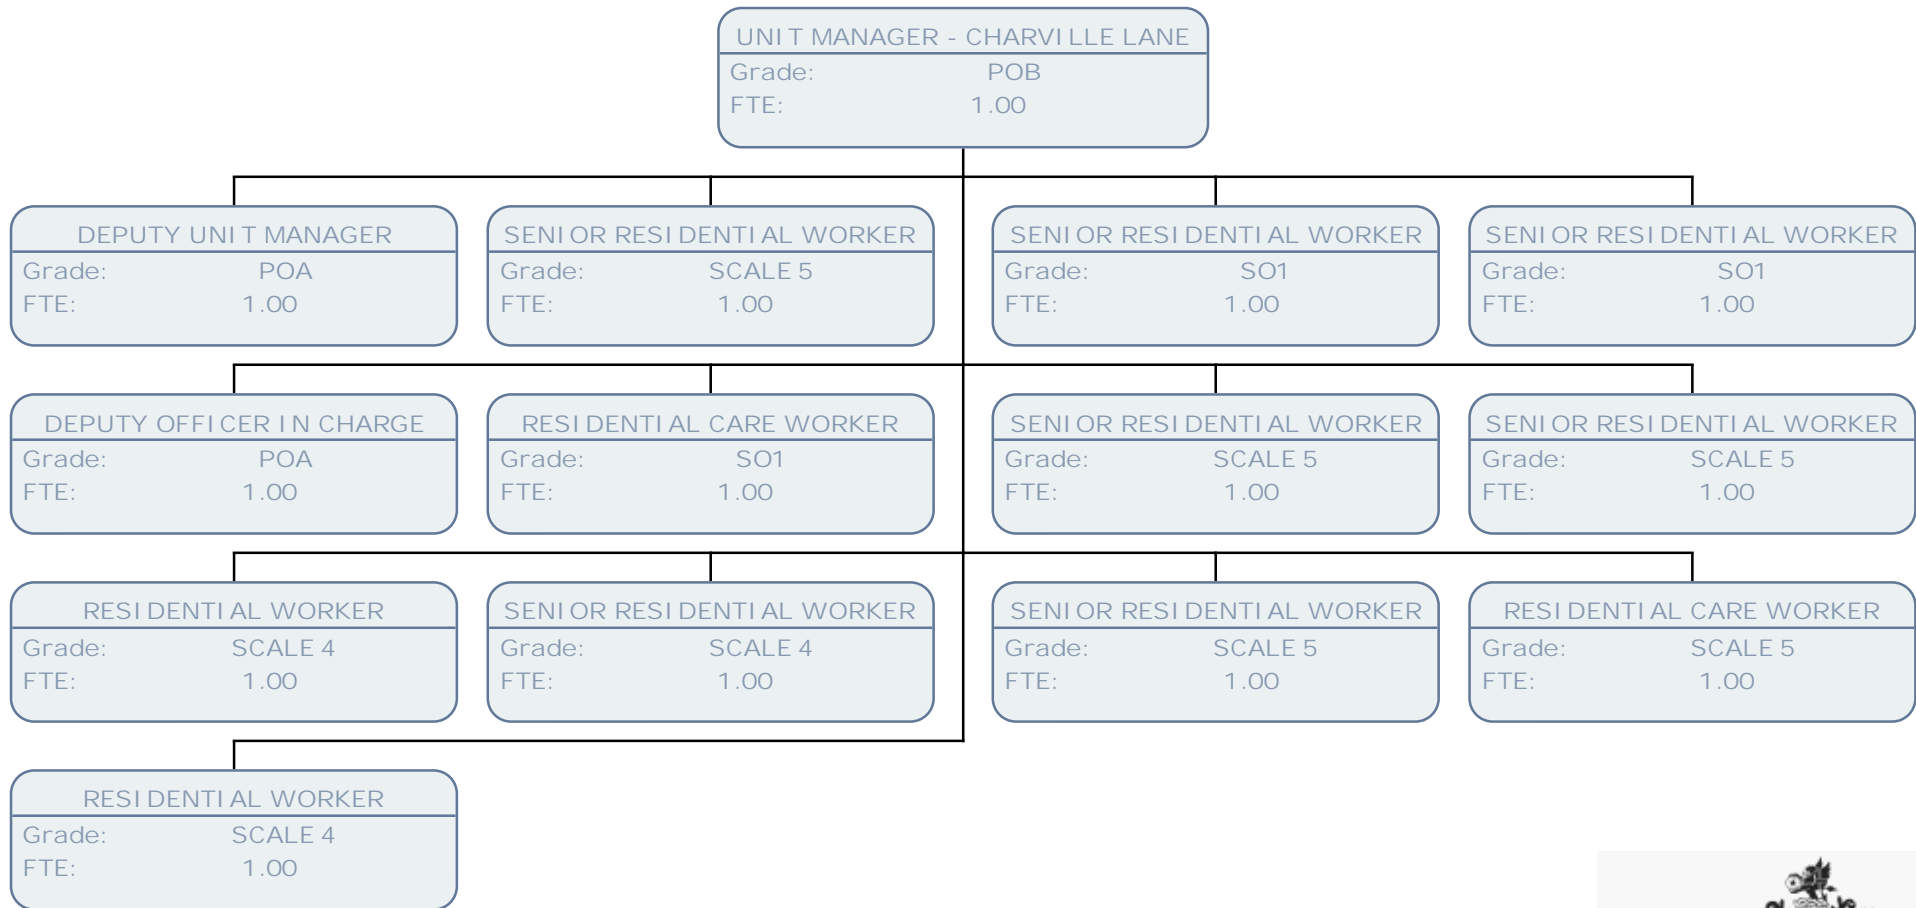 UNIT MANAGER - CHARVILLE LANE
Grade: POB
FTE: 1.00
DEPUTY UNIT MANAGER
Grade: POA
FTE: 1.00
SENIOR RESIDENTIAL WORKER
Grade: SCALE 5
FTE: 1.00
SENIOR RESIDENTIAL WORKER
Grade: SO1
FTE: 1.00
SENIOR RESIDENTIAL WORKER
Grade: SO1
FTE: 1.00
DEPUTY OFFICER IN CHARGE
Grade: POA
FTE: 1.00
RESIDENTIAL CARE WORKER
Grade: SO1
FTE: 1.00
SENIOR RESIDENTIAL WORKER
Grade: SCALE 5
FTE: 1.00
SENIOR RESIDENTIAL WORKER
Grade: SCALE 5
FTE: 1.00
RESIDENTIAL WORKER
Grade: SCALE 4
FTE: 1.00
SENIOR RESIDENTIAL WORKER
Grade: SCALE 4
FTE: 1.00
SENIOR RESIDENTIAL WORKER
Grade: SCALE 5
FTE: 1.00
RESIDENTIAL CARE WORKER
Grade: SCALE 5
FTE: 1.00
RESIDENTIAL WORKER
Grade: SCALE 4
FTE: 1.00